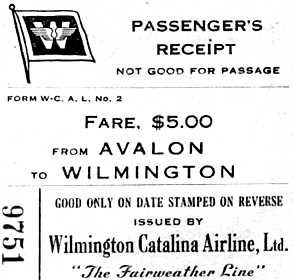 W
PASSENGER'S
RECEIPT
NOT GOOD FOR PASSAGE
FORM W-C. A. L. No. 2
FARE, $5.00
FROM AVALON
TO WILMINGTON
9751
GOOD ONLY ON DATE STAMPED ON REVERSE
ISSUED BY
Wilmington Catalina Airline, Ltd.
"The Fairweather Line"